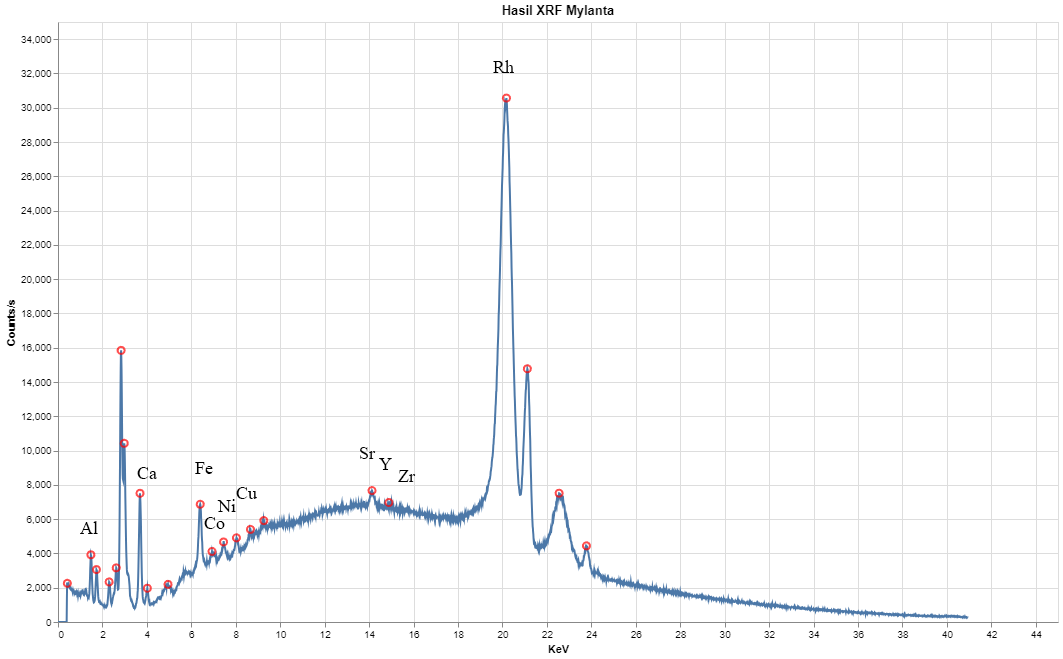 Hasil XRF Mylanta
34,000
32,000
30,000
28,000
26,000
24,000
22,000
20,000
18,000
16,000
14,000
12,000
10,000
8,000
6,000
4,000
2,000
0
Counts/s
Rh
Al
Ca
Fe
Co
Ni
Cu
Sr
Y
Zr
0 2 4 6 8 10 12 14 16 18 20 22 24 26 28 30 32 34 36 38 40 42 44
KeV